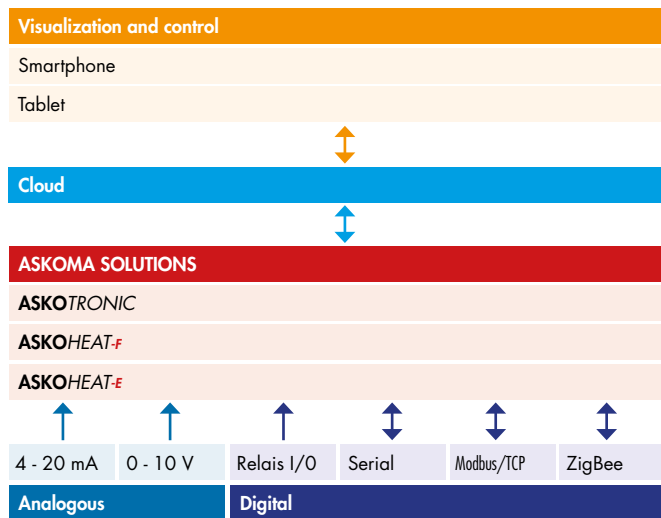 Visualization and control
Smartphone
Tablet
Cloud
ASKOMA SOLUTIONS
ASKOTRONIC
ASKOHEAT-F
ASKOHEAT-E
4 - 20 mA 0 - 10 V Relais I/0 Serial Modbus/TCP ZigBee
Analogous Digital